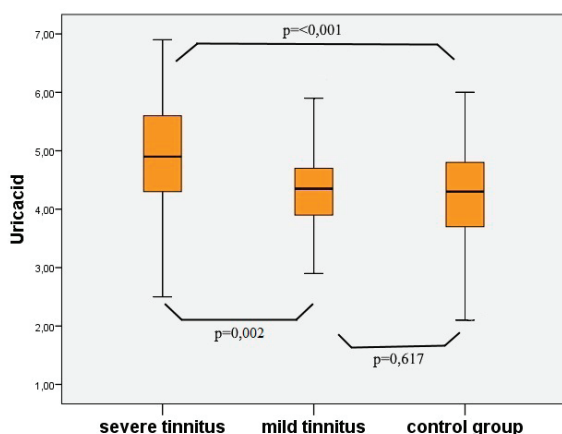 7,00
p=<0,001
6,00
5,00
Uricacid
4,00
3,00
2,00
p=0,002
p=0,617
1,00
severe tinnitus mild tinnitus control group